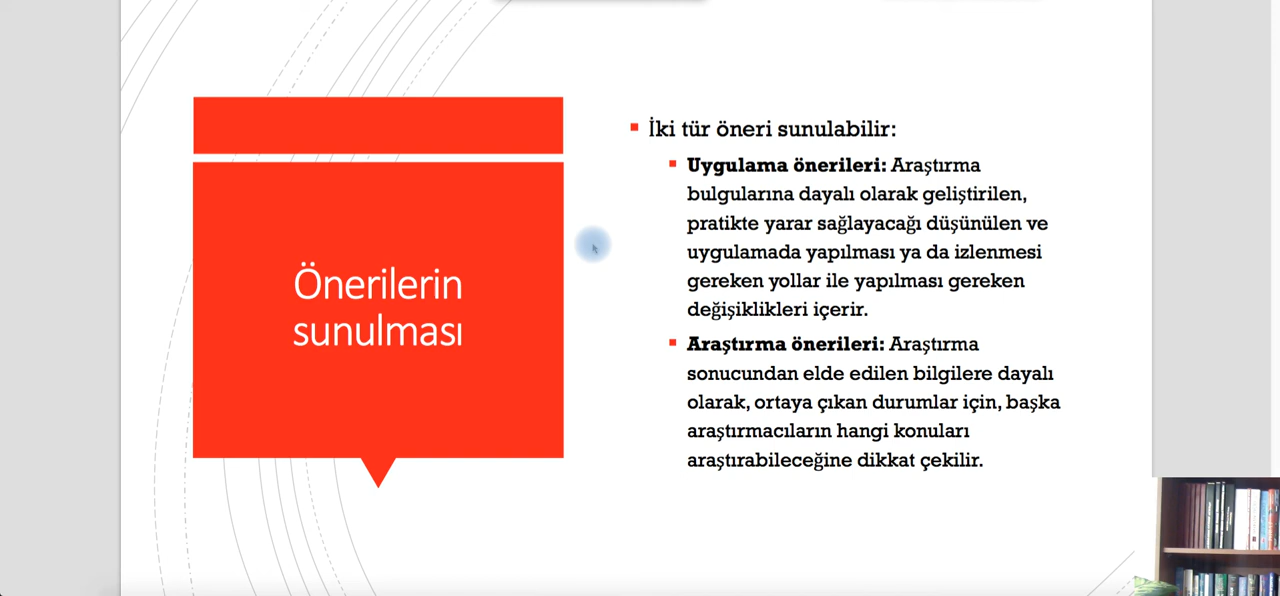 Önerilerin
sunulması
İki tür öneri sunulabilir:
Uygulama önerileri: Araştırma
bulgularına dayalı olarak geliştirilen,
pratikte yarar sağlayacağı düşünülen ve
uygulamada yapılması ya da izlenmesi
gereken yollar ile yapılması gereken
değişiklikleri içerir.
Araştırma önerileri: Araştırma
sonucundan elde edilen bilgilere dayalı
olarak, ortaya çıkan durumlar için, başka
araştırmacıların hangi konuları
araştırabileceğine dikkat çekilir.